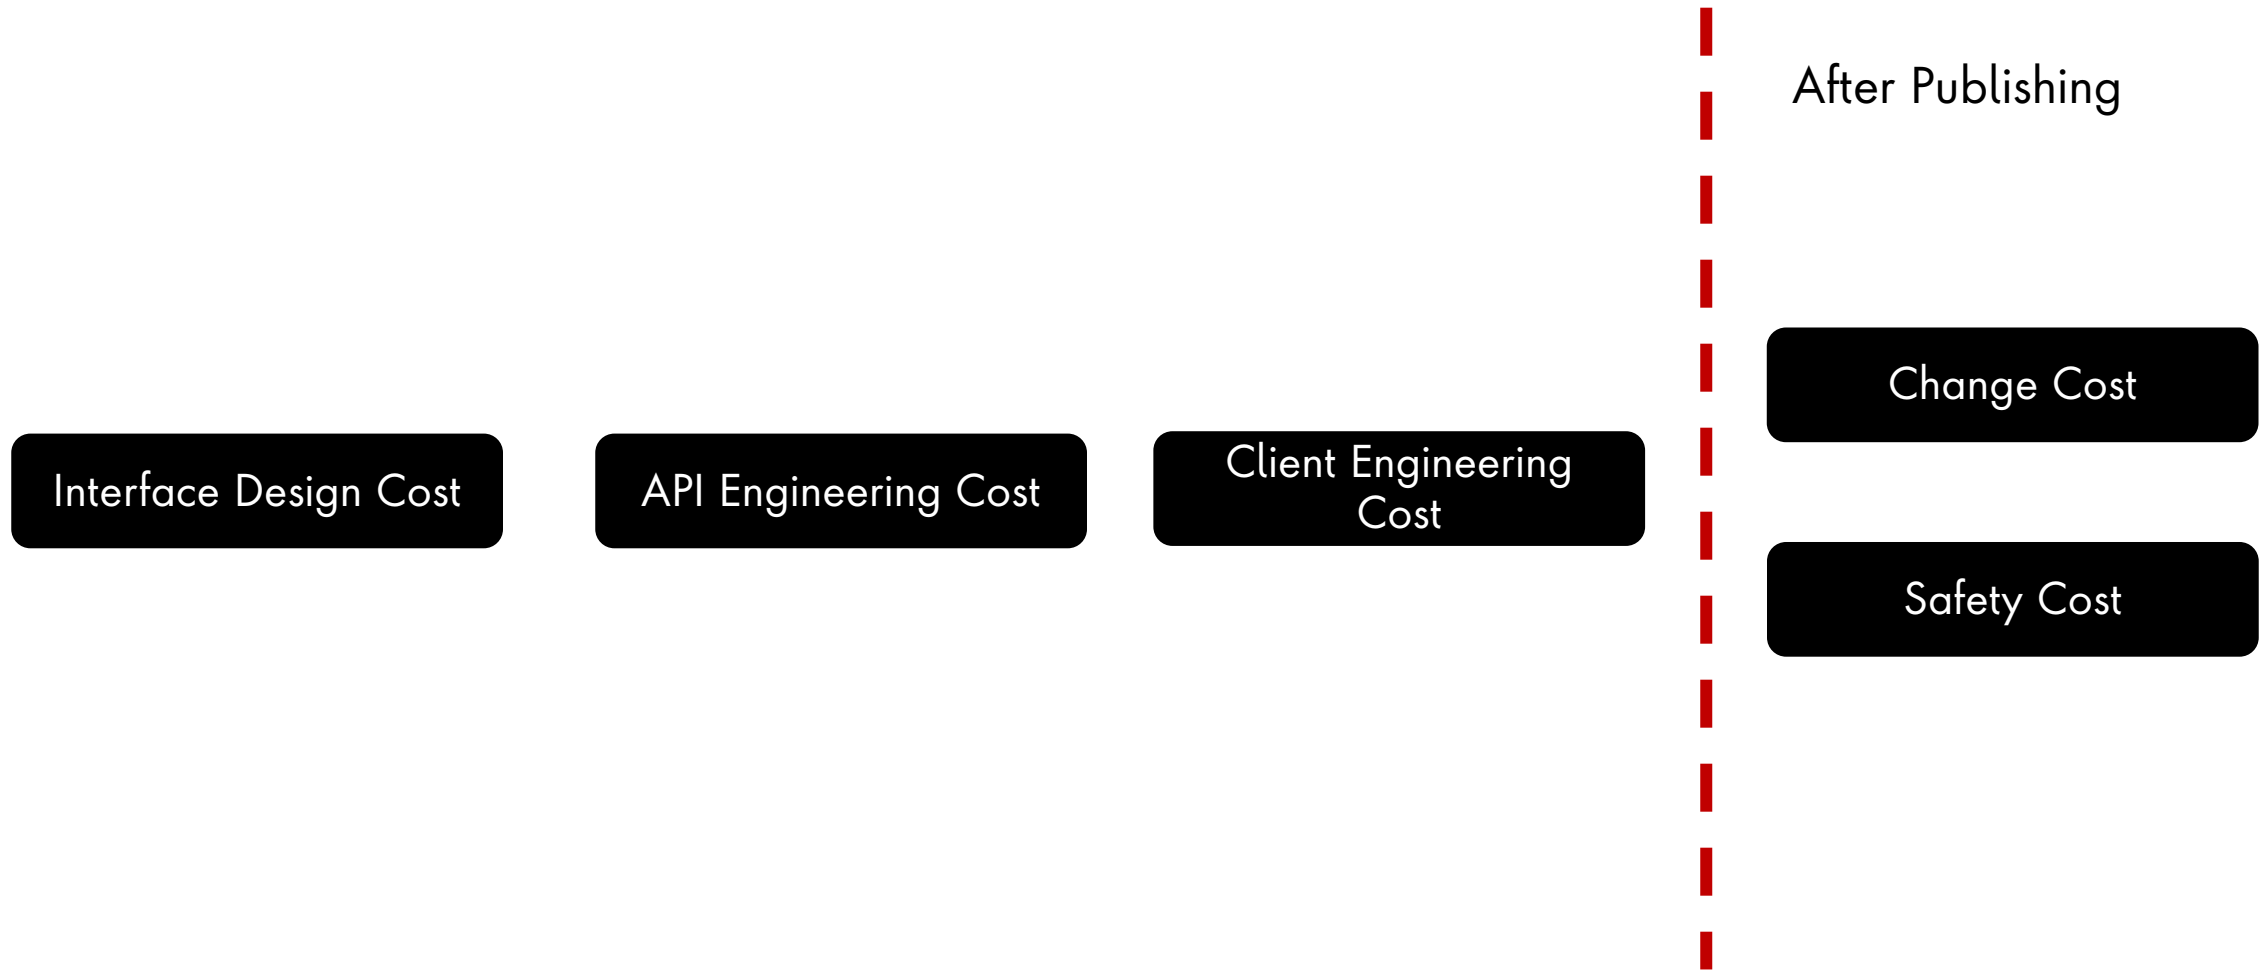 After Publishing
Interface Design Cost
API Engineering Cost
Client Engineering
Cost
Change Cost
Safety Cost